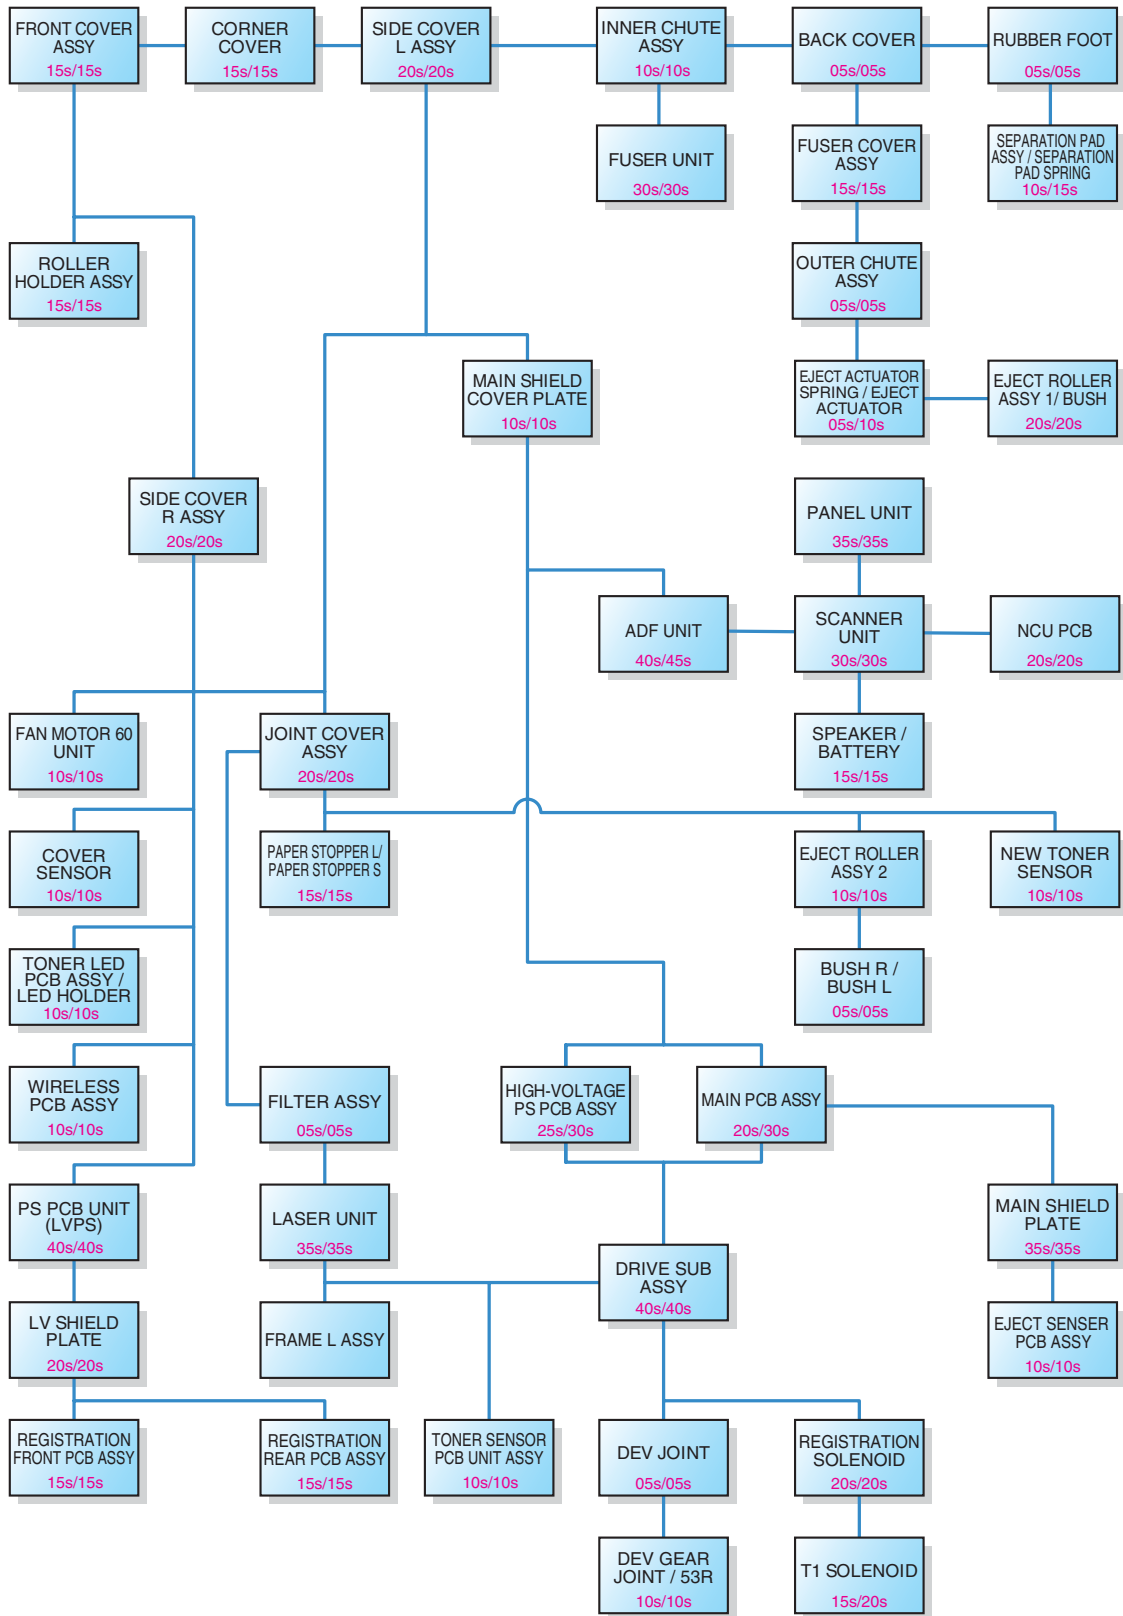 FRONT COVER
ASSY
15s/15s
CORNER
COVER
15s/15s
SIDE COVER
L ASSY
20s/20s
INNER CHUTE
ASSY
10s/10s
BACK COVER
05s/05s
RUBBER FOOT
05s/05s
FUSER UNIT
30s/30s
FUSER COVER
ASSY
15s/15s
SEPARATION PAD
ASSY / SEPARATION
PAD SPRING
10s/15s
ROLLER
HOLDER ASSY
15s/15s
OUTER CHUTE
ASSY
05s/05s
MAIN SHIELD
COVER PLATE
10s/10s
EJECT ACTUATOR
SPRING / EJECT
ACTUATOR
05s/10s
EJECT ROLLER
ASSY 1/ BUSH
20s/20s
SIDE COVER
R ASSY
20s/20s
PANEL UNIT
35s/35s
ADF UNIT
40s/45s
SCANNER
UNIT
30s/30s
NCU PCB
20s/20s
FAN MOTOR 60
UNIT
10s/10s
JOINT COVER
ASSY
20s/20s
SPEAKER /
BATTERY
15s/15s
COVER
SENSOR
10s/10s
PAPER STOPPER L/
PAPER STOPPER S
15s/15s
EJECT ROLLER
ASSY 2
10s/10s
NEW TONER
SENSOR
10s/10s
TONER LED
PCB ASSY /
LED HOLDER
10s/10s
BUSH R /
BUSH L
05s/05s
WIRELESS
PCB ASSY
10s/10s
FILTER ASSY
05s/05s
HIGH-VOLTAGE
PS PCB ASSY
25s/30s
MAIN PCB ASSY
20s/30s
PS PCB UNIT
(LVPS)
40s/40s
LASER UNIT
35s/35s
MAIN SHIELD
PLATE
35s/35s
DRIVE SUB
ASSY
40s/40s
LV SHIELD
PLATE
20s/20s
FRAME L ASSY
EJECT SENSER
PCB ASSY
10s/10s
REGISTRATION
FRONT PCB ASSY
15s/15s
REGISTRATION
REAR PCB ASSY
15s/15s
TONER SENSOR
PCB UNIT ASSY
10s/10s
DEV JOINT
05s/05s
REGISTRATION
SOLENOID
20s/20s
DEV GEAR
JOINT / 53R
10s/10s
T1 SOLENOID
15s/20s